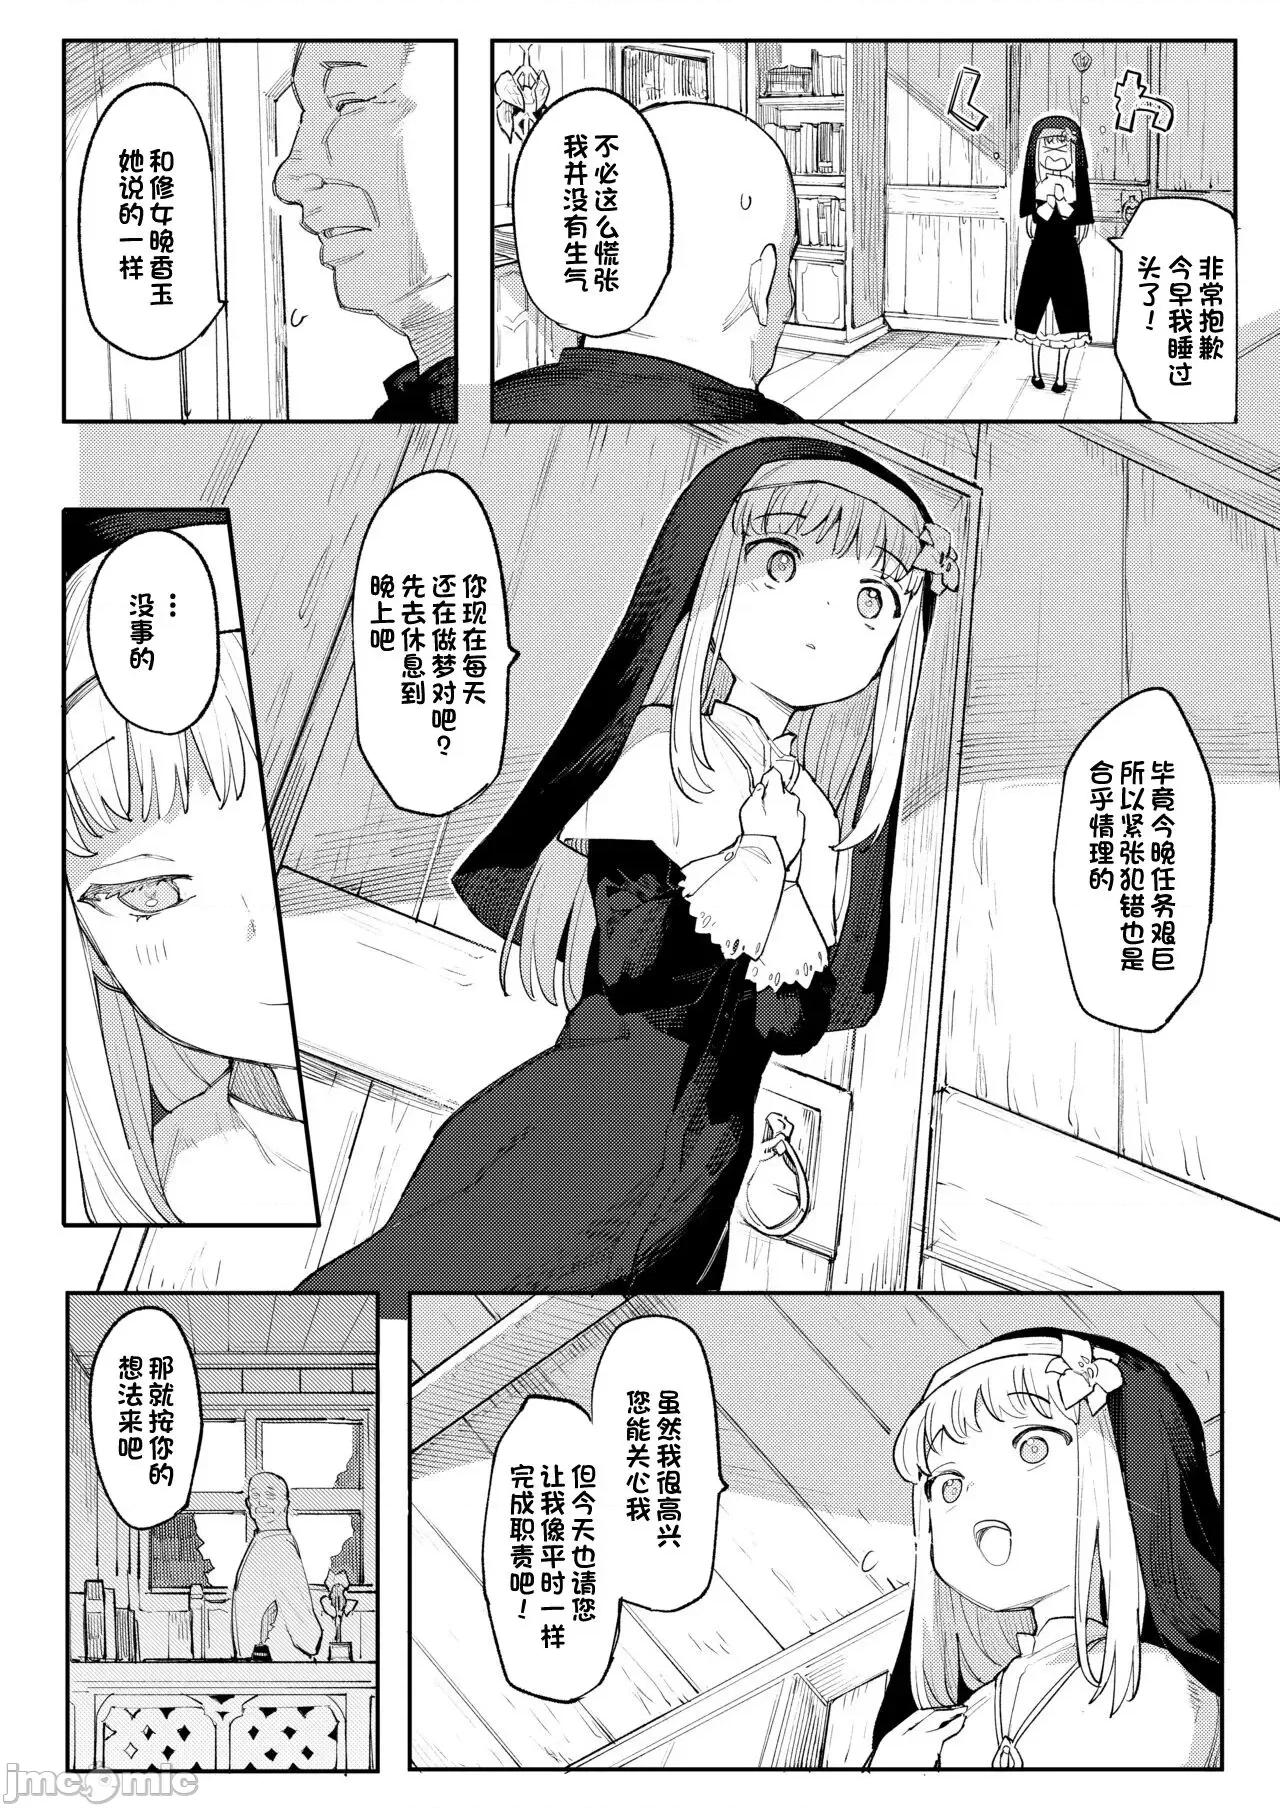 わたっ
非常抱歉
今早我睡过
头了！
不必这么慌张
我并没有生气
和修女晚香玉
她说的一样
毕竟今晚任务艰巨
所以紧张犯错也是
合乎情理的
你现在每天
还在做梦对吧？
先去休息到
晚上吧
…
没事的
虽然我很高兴
您能关心我
但今天也请您
让我像平时一样
完成职责吧！
那就按你的
想法来吧
jmcomic